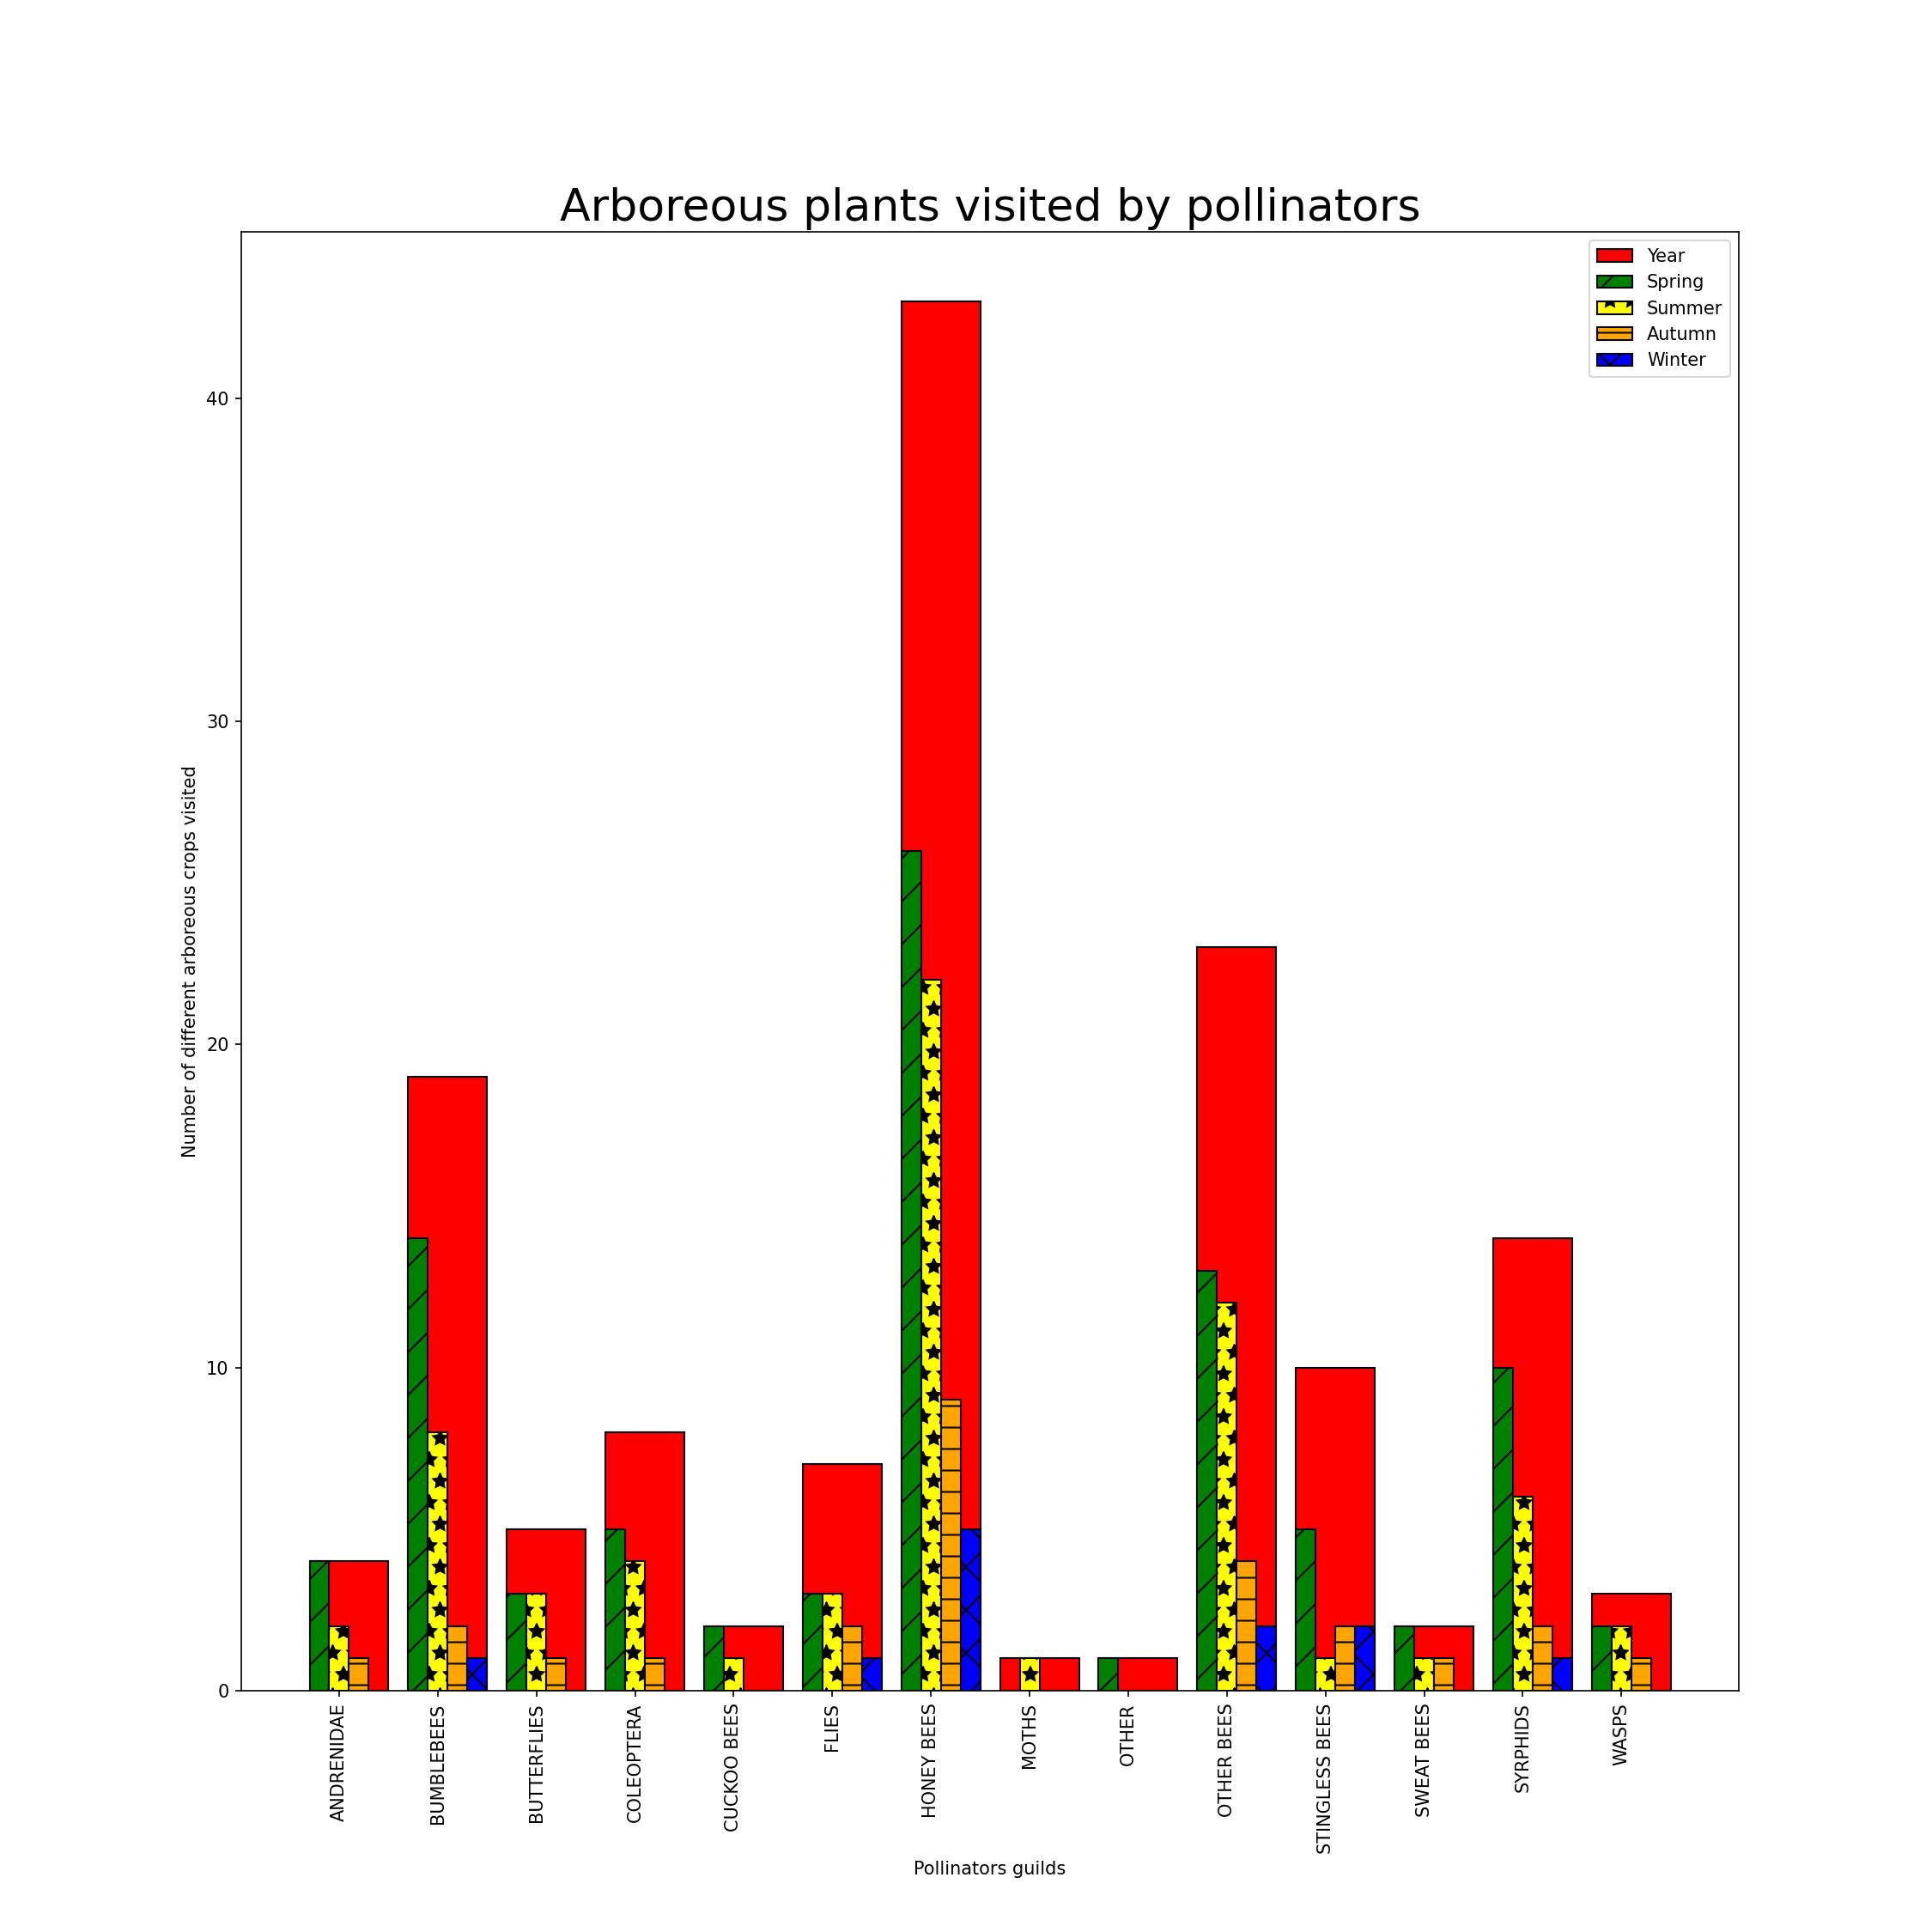 Arboreous plants visited by pollinators
Year
Spring
Summer
Autumn
Winter
Number of different arboreous crops visited
40
30
20
10
0
ANDRENIDAE
BUMBLEBEES
BUTTERFLIES
COLEOPTERA
CUCKOO BEES
FLIES
HONEY BEES
MOTHS
OTHER
OTHER BEES
STINGLESS BEES
SWEAT BEES
SYRPHIDS
WASPS
Pollinators guilds